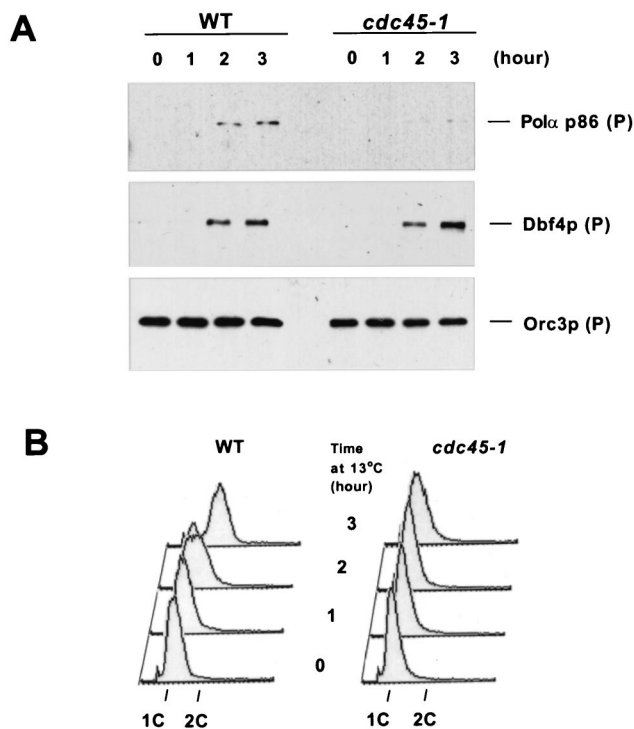 A
WT cdc45-1
0 1 2 3 0 1 2 3 (hour)
Polα p86 (P)
Dbf4p (P)
Orc3p (P)
B
WT Time cdc45-1
at 13°C
(hour)
3
2
1
0
1C 2C 1C 2C